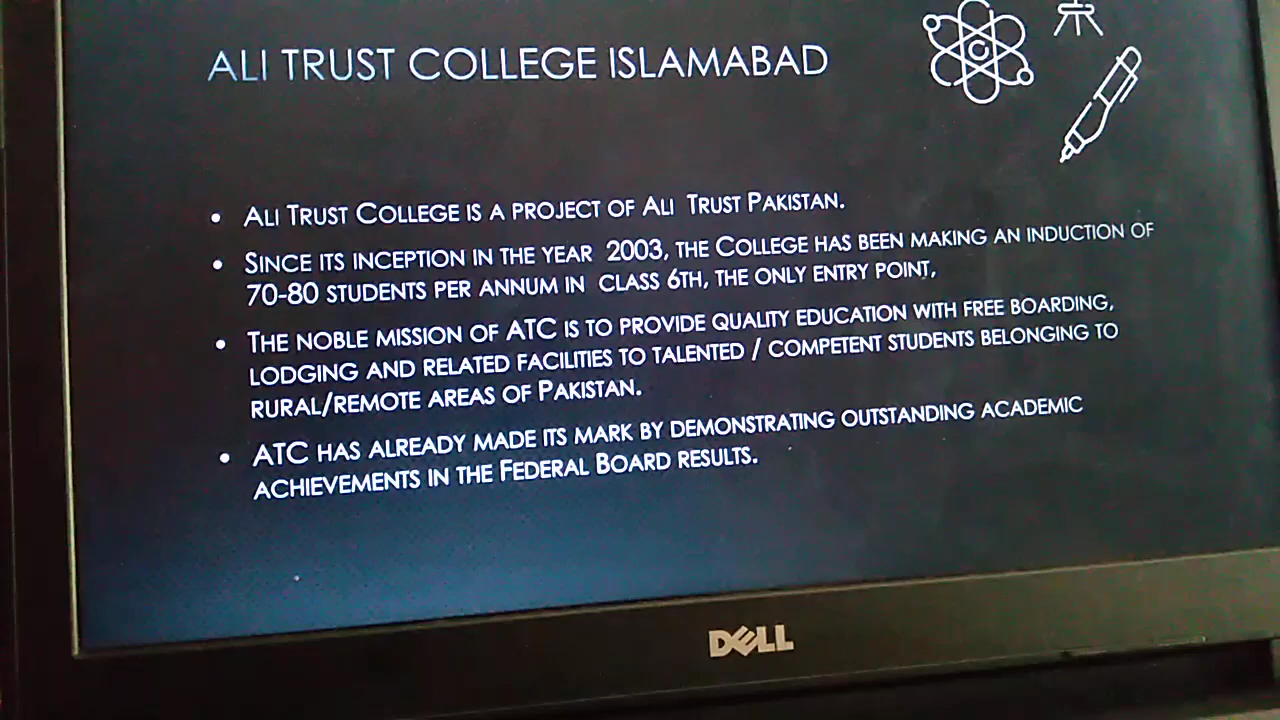 ALI TRUST COLLEGE ISLAMABAD
• ALI TRUST COLLEGE IS A PROJECT OF ALI TRUST PAKISTAN.
• SINCE ITS INCEPTION IN THE YEAR 2003, THE COLLEGE HAS BEEN MAKING AN INDUCTION OF
70-80 STUDENTS PER ANNUM IN CLASS 6TH, THE ONLY ENTRY POINT,
• THE NOBLE MISSION OF ATC IS TO PROVIDE QUALITY EDUCATION WITH FREE BOARDING,
LODGING AND RELATED FACILITIES TO TALENTED / COMPETENT STUDENTS BELONGING TO
RURAL/REMOTE AREAS OF PAKISTAN.
• ATC HAS ALREADY MADE ITS MARK BY DEMONSTRATING OUTSTANDING ACADEMIC
ACHIEVEMENTS IN THE FEDERAL BOARD RESULTS.
DELL